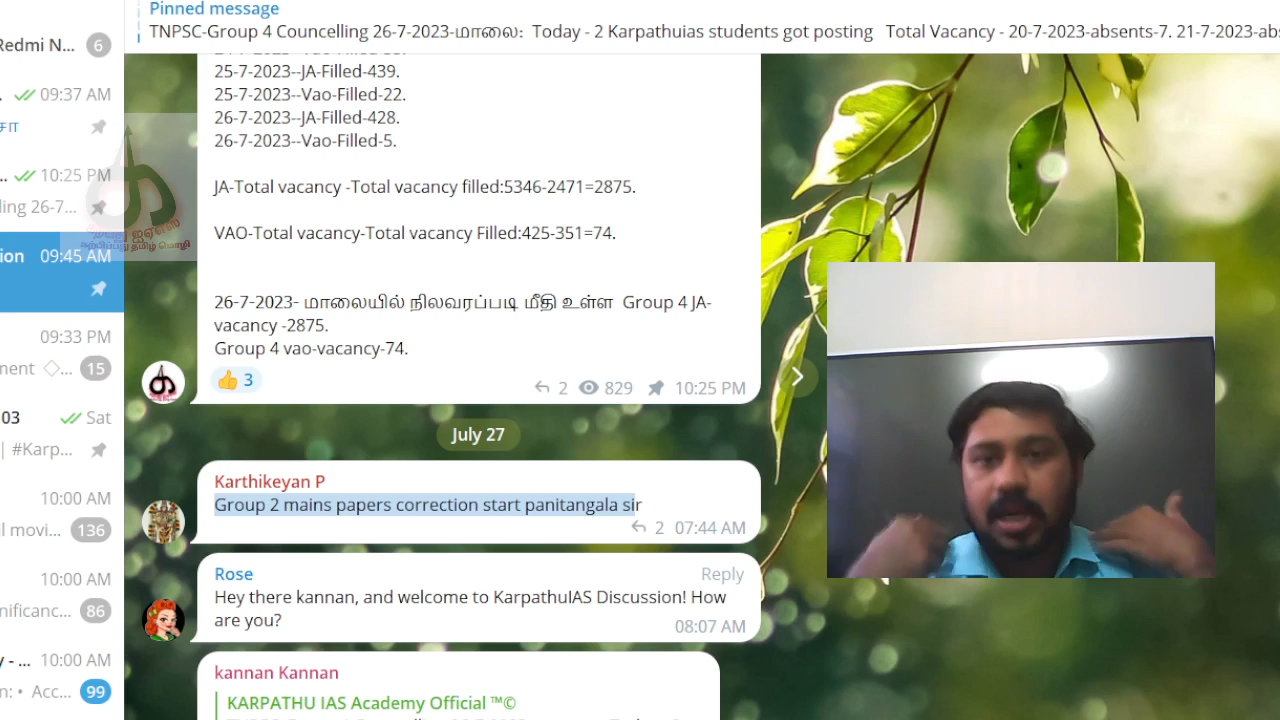 Pinned message
TNPSC-Group 4 Councelling 26-7-2023-மாலை: Today - 2 Karpathuias students got posting Total Vacancy - 20-7-2023-absents-7. 21-7-2023-abs
Redmi N... 6
09:37 AM
10:25 PM
ling 26-7...
ion 09:45 AM
09:33 PM
ment ◇... 15
03 Sat
| #Karp...
10:00 AM
il movi... 136
10:00 AM
nificanc... 86
y - ... 10:00 AM
n: • Acc... 99
க
கற்பித்து தமிழ் மொழி
25-7-2023--JA-Filled-439.
25-7-2023--Vao-Filled-22.
26-7-2023--JA-Filled-428.
26-7-2023--Vao-Filled-5.
JA-Total vacancy -Total vacancy filled:5346-2471=2875.
VAO-Total vacancy-Total vacancy Filled:425-351=74.
26-7-2023- மாலையில் நிலவரப்படி மீதி உள்ள Group 4 JA-
vacancy -2875.
Group 4 vao-vacancy-74.
👍 3
2 829 10:25 PM
July 27
Karthikeyan P
Group 2 mains papers correction start panitangala sir
2 07:44 AM
Rose Reply
Hey there kannan, and welcome to KarpathuIAS Discussion! How
are you?
08:07 AM
kannan Kannan
KARPATHU IAS Academy Official ™©